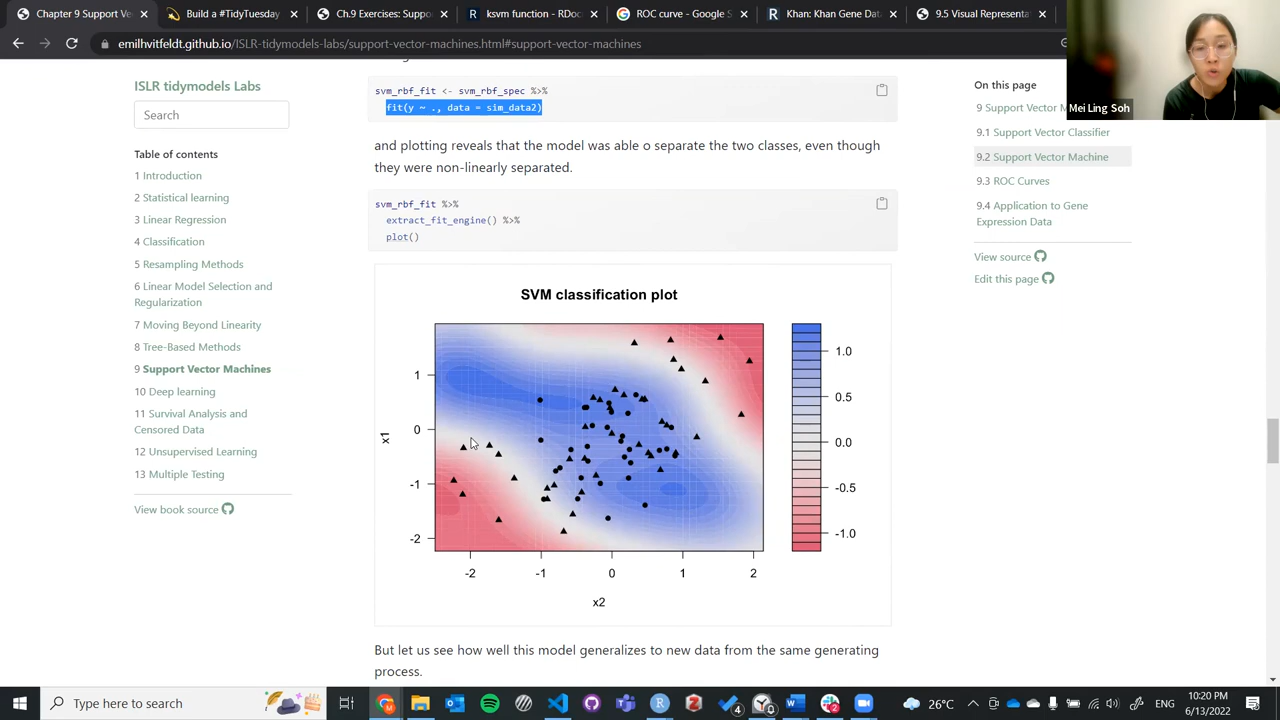 Chapter 9 ISLR
A Tuesday and
Ch.9 Exercises: Suppor
ksvm function - RDoc
ROC curve - Google S
Khan: Khan Gene Dat
9.5 Visual Representat
emilhvitfeldt.github.io/ISLR-tidymodels-labs/support-vector-machines.html#support-vector-machines
Mei Ling Soh
ISLR tidymodels Labs
Search
Table of contents
1 Introduction
2 Statistical learning
3 Linear Regression
4 Classification
5 Resampling Methods
6 Linear Model Selection and
Regularization
7 Moving Beyond Linearity
8 Tree-Based Methods
9 Support Vector Machines
10 Deep learning
11 Survival Analysis and
Censored Data
12 Unsupervised Learning
13 Multiple Testing
View book source
svm_rbf_fit <- svm_rbf_spec %>%
fit(y ~ ., data = sim_data2)
and plotting reveals that the model was able o separate the two classes, even though
they were non-linearly separated.
svm_rbf_fit %>%
extract_fit_engine() %>%
plot()
SVM classification plot
1
0
-1
-2
x1
-2
-1
0
1
2
x2
1.0
0.5
0.0
-0.5
-1.0
But let us see how well this model generalizes to new data from the same generating
process.
On this page
9 Support Vector M
9.1 Support Vector Classifier
9.2 Support Vector Machine
9.3 ROC Curves
9.4 Application to Gene
Expression Data
View source
Edit this page
Type here to search
4
0
2
26°C
10:20 PM
6/13/2022